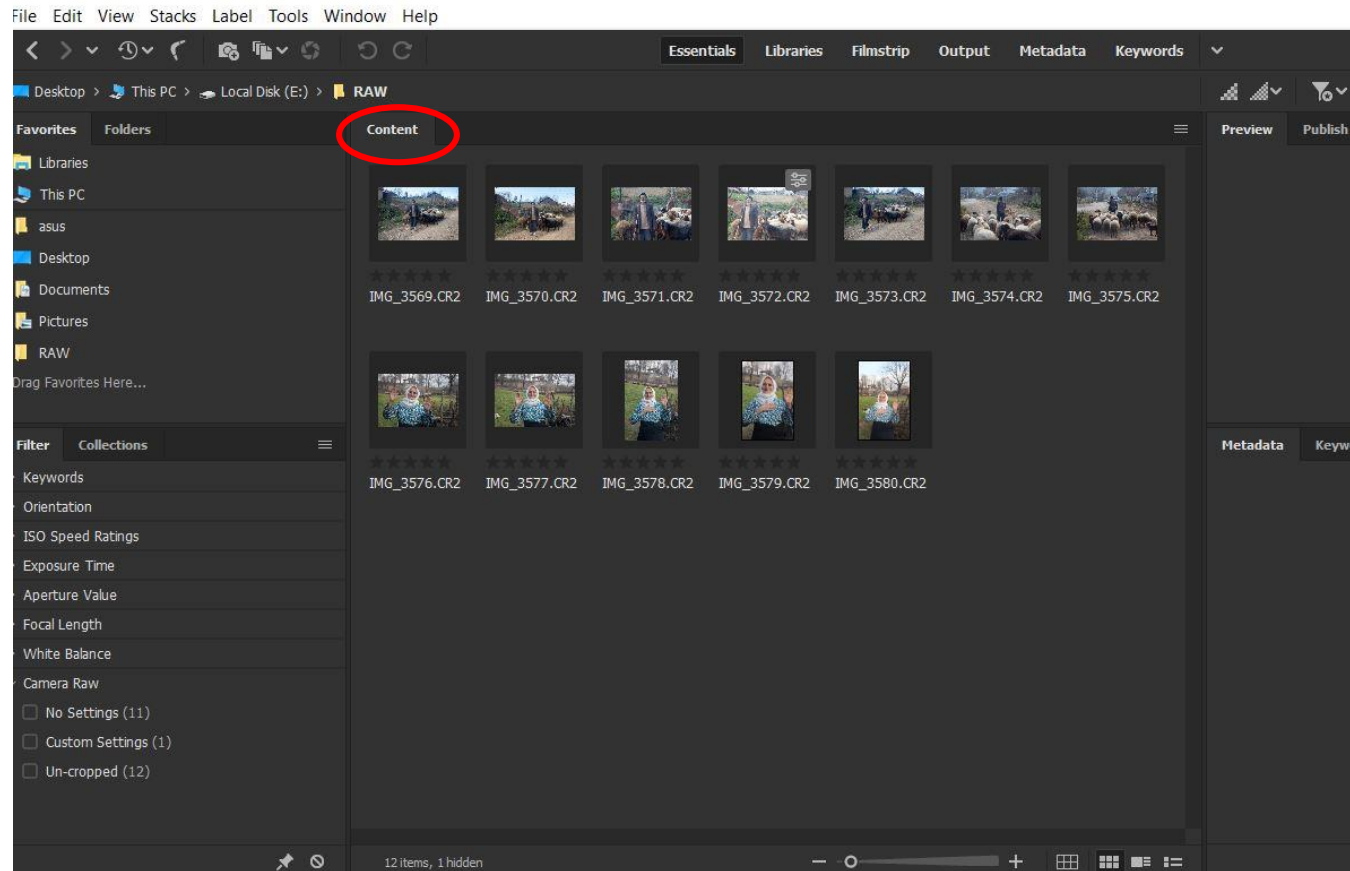 File Edit View Stacks Label Tools Window Help
Essentials Libraries Filmstrip Output Metadata Keywords
Desktop > This PC > Local Disk (E:) > RAW
Favorites Folders
Content
Preview Publish
Libraries
This PC
asus
Desktop
Documents
Pictures
RAW
Drag Favorites Here...
IMG_3569.CR2 IMG_3570.CR2 IMG_3571.CR2 IMG_3572.CR2 IMG_3573.CR2 IMG_3574.CR2 IMG_3575.CR2
IMG_3576.CR2 IMG_3577.CR2 IMG_3578.CR2 IMG_3579.CR2 IMG_3580.CR2
Filter Collections
Metadata Keyw
Keywords
Orientation
ISO Speed Ratings
Exposure Time
Aperture Value
Focal Length
White Balance
Camera Raw
No Settings (11)
Custom Settings (1)
Un-cropped (12)
12 items, 1 hidden